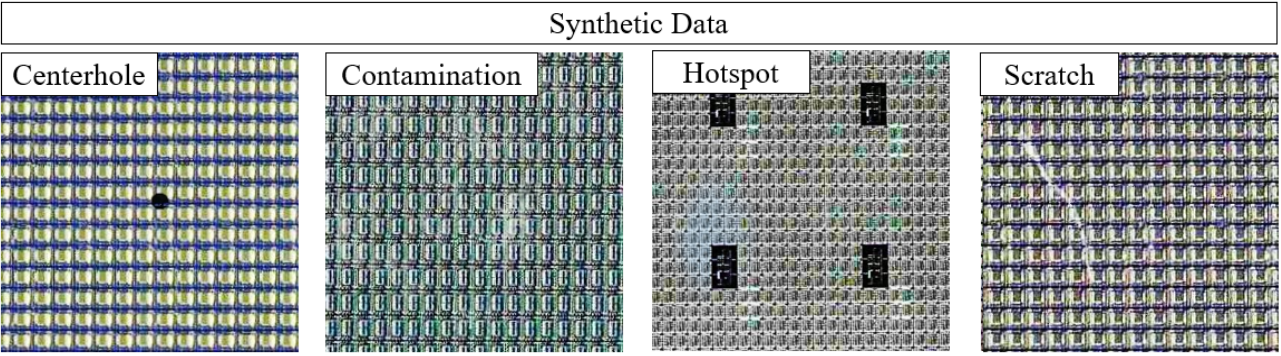 Synthetic Data
Centerhole
Contamination
Hotspot
Scratch